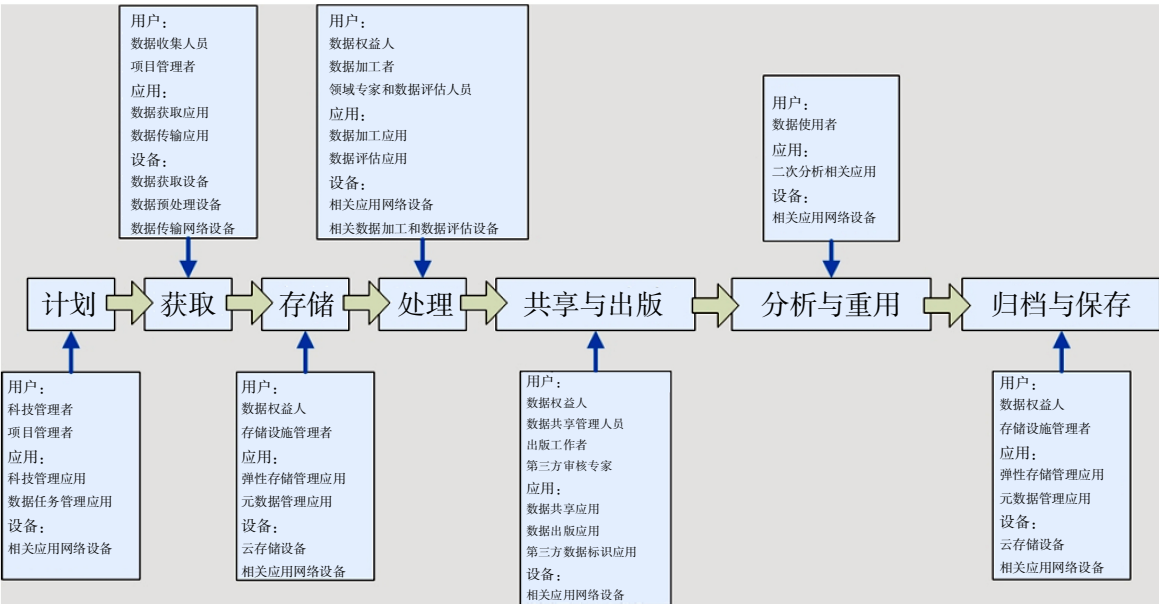 用户：
数据收集人员
项目管理者
应用：
数据获取应用
数据传输应用
设备：
数据获取设备
数据预处理设备
数据传输网络设备
用户：
数据权益人
数据加工者
领域专家和数据评估人员
应用：
数据加工应用
数据评估应用
设备：
相关应用网络设备
相关数据加工和数据评估设备
用户：
数据使用者
应用：
二次分析相关应用
设备：
相关应用网络设备
计划
获取
存储
处理
共享与出版
分析与重用
归档与保存
用户：
科技管理者
项目管理者
应用：
科技管理应用
数据任务管理应用
设备：
相关应用网络设备
用户：
数据权益人
存储设施管理者
应用：
弹性存储管理应用
元数据管理应用
设备：
云存储设备
相关应用网络设备
用户：
数据权益人
数据共享管理人员
出版工作者
第三方审核专家
应用：
数据共享应用
数据出版应用
第三方数据标识应用
设备：
相关应用网络设备
用户：
数据权益人
存储设施管理者
应用：
弹性存储管理应用
元数据管理应用
设备：
云存储设备
相关应用网络设备